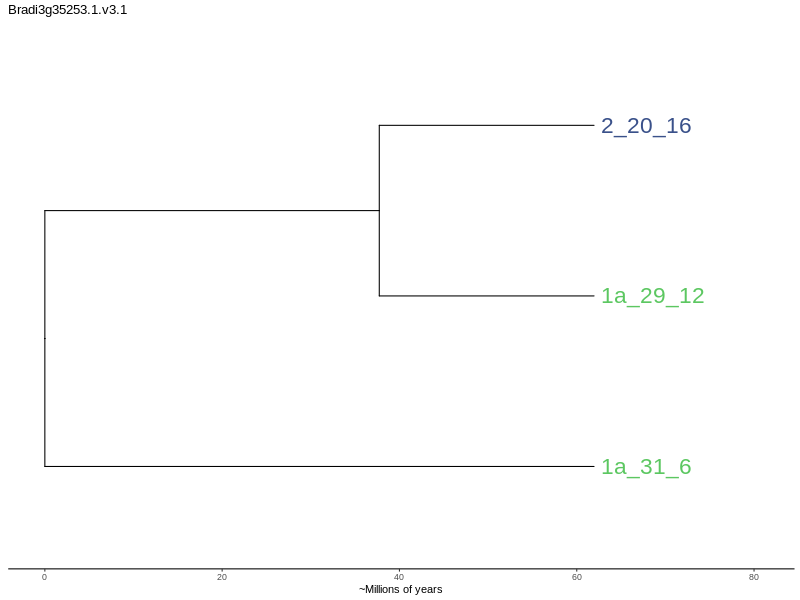 Bradi3g35253.1.v3.1
2_20_16
1a_29_12
1a_31_6
0 20 40 60 80
~Millions of years